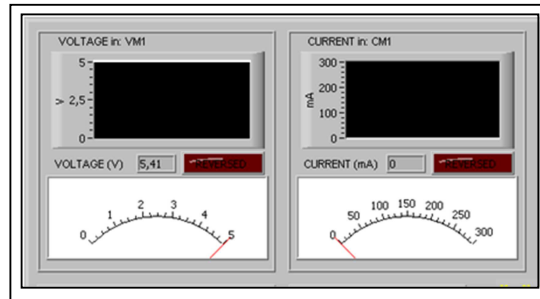 VOLTAGE in: VM1
5
V
2,5
0
VOLTAGE (V) 5,41 REVERSED
0 1 2 3 4 5
CURRENT in: CM1
300
200
mA
100
0
CURRENT (mA) 0 REVERSED
0 50 100 150 200 250 300